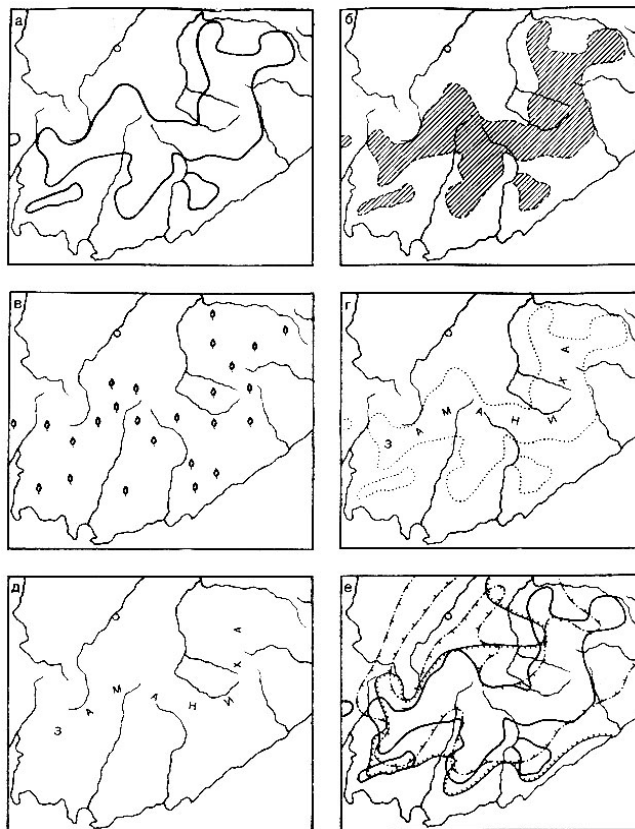 а
б
в
г
З А М А Н И Х А
д
З А М А Н И Х А
е